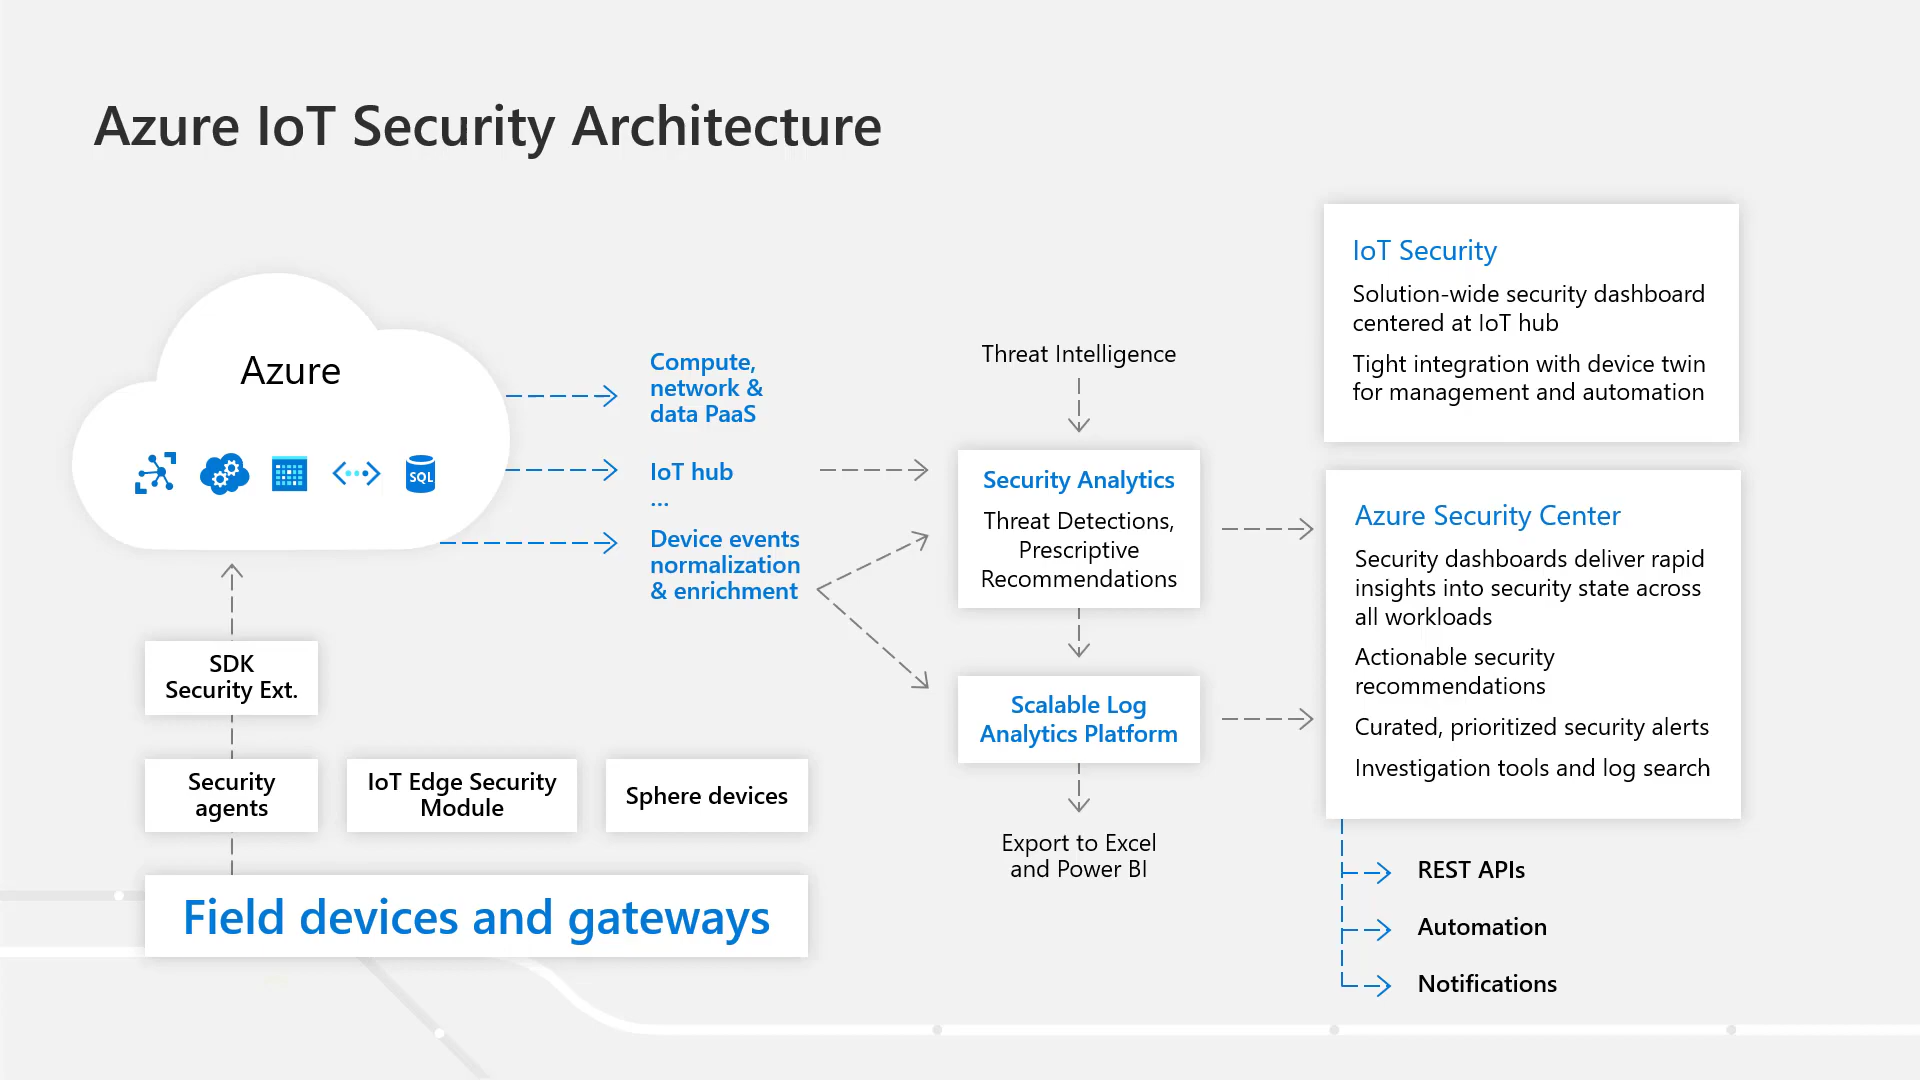 Azure IoT Security Architecture
Azure
SQL
SDK
Security Ext.
Security
agents
IoT Edge Security
Module
Sphere devices
Field devices and gateways
Compute,
network &
data PaaS
IoT hub
...
Device events
normalization
& enrichment
Threat Intelligence
Security Analytics
Threat Detections,
Prescriptive
Recommendations
Scalable Log
Analytics Platform
Export to Excel
and Power BI
IoT Security
Solution-wide security dashboard
centered at IoT hub
Tight integration with device twin
for management and automation
Azure Security Center
Security dashboards deliver rapid
insights into security state across
all workloads
Actionable security
recommendations
Curated, prioritized security alerts
Investigation tools and log search
REST APIs
Automation
Notifications